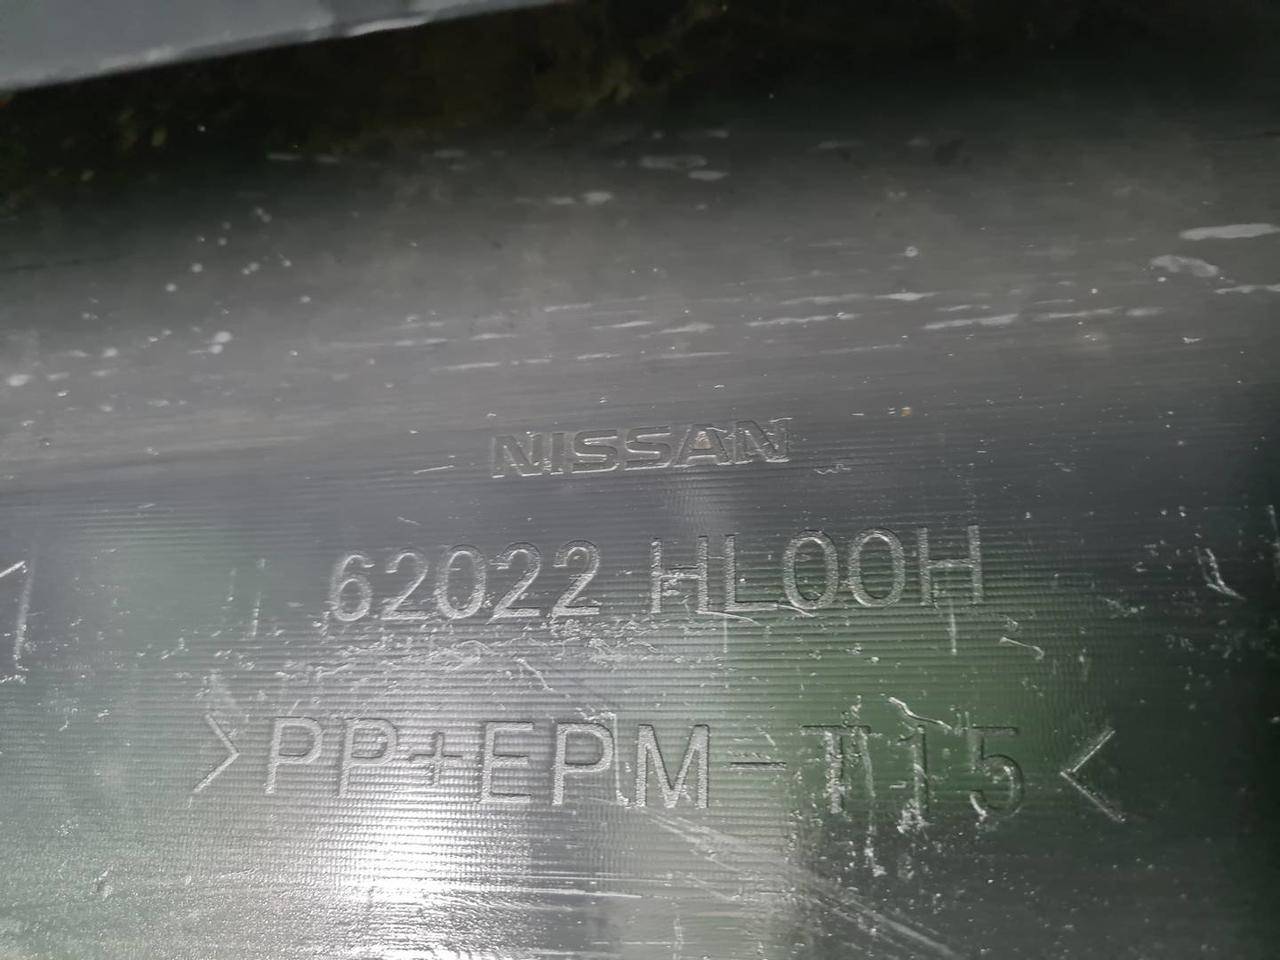 NISSAN
62022 HL00H
>PP+EPM-T15<